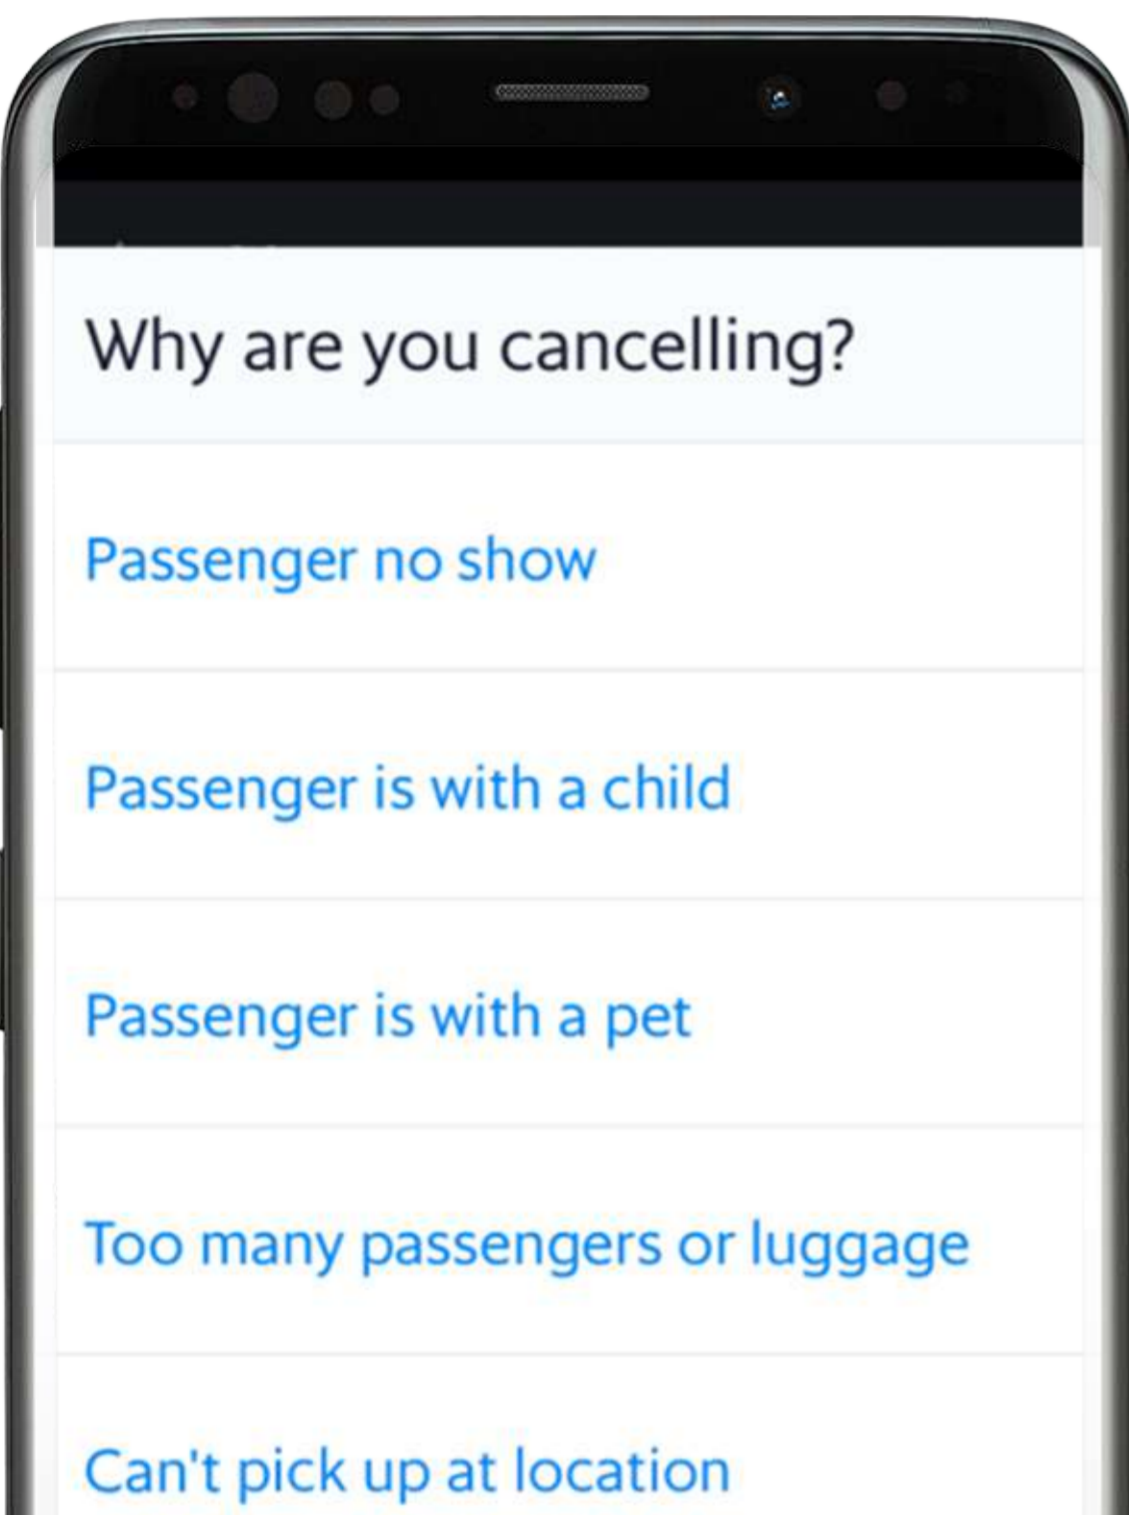 Why are you cancelling?
Passenger no show
Passenger is with a child
Passenger is with a pet
Too many passengers or luggage
Can't pick up at location